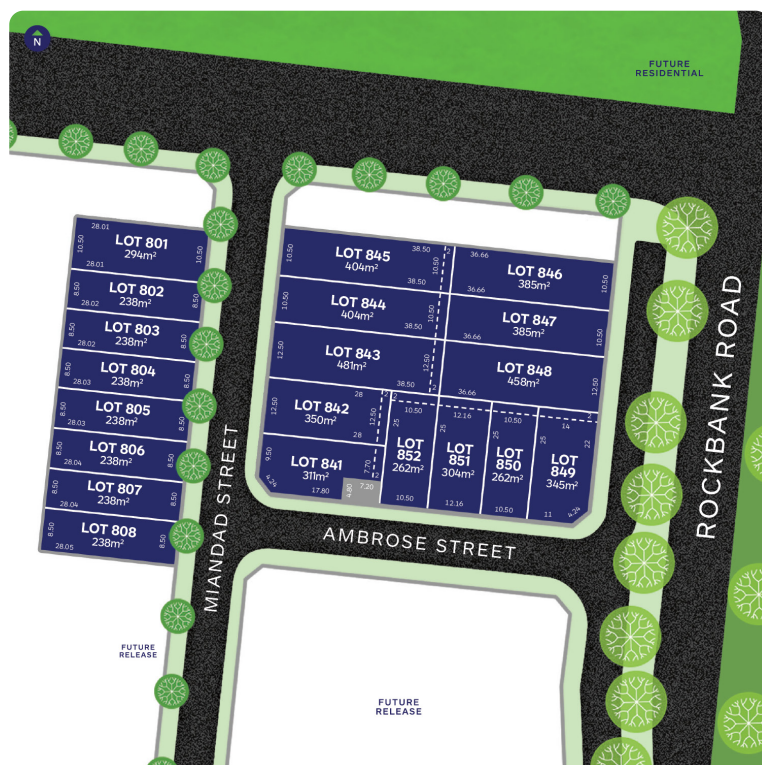 N
FUTURE
RESIDENTIAL
28.01
LOT 801
294m²
10.50
10.50
28.01
LOT 802
238m²
8.50
8.50
28.02
LOT 803
238m²
8.50
8.50
28.02
LOT 804
238m²
8.50
8.50
28.03
LOT 805
238m²
8.50
8.50
28.03
LOT 806
238m²
8.50
8.50
28.04
LOT 807
238m²
8.50
8.50
28.04
LOT 808
238m²
8.50
8.50
28.05
LOT 845
404m²
10.50
38.50
10.50
2
38.50
LOT 846
385m²
36.66
10.50
36.66
LOT 844
404m²
10.50
10.50
38.50
LOT 847
385m²
10.50
36.66
LOT 843
481m²
12.50
12.50
38.50
2
LOT 848
458m²
12.50
36.66
LOT 842
350m²
28
2
12.50
28
LOT 841
311m²
9.50
7.70
2
4.24
17.80
4.80
7.20
2
10.50
25
LOT
852
262m²
10.50
12.16
25
LOT
851
304m²
12.16
10.50
LOT
850
262m²
10.50
14
2
25
22
LOT
849
345m²
11
4.24
MIANDAD STREET
AMBROSE STREET
ROCKBANK ROAD
FUTURE
RELEASE
FUTURE
RELEASE